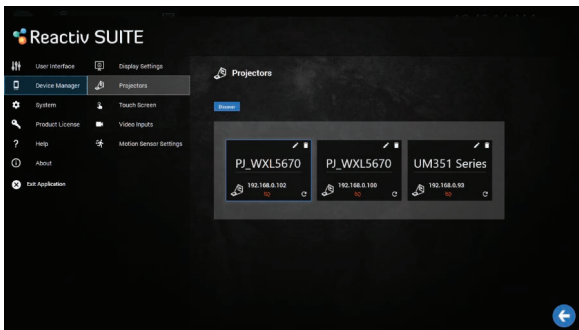 Reactiv SUITE
User Interface
Device Manager
System
Product License
Help
About
Exit Application
Display Settings
Projectors
Touch Screen
Video Inputs
Motion Sensor Settings
Projectors
Discover
PJ_WXL5670
192.168.0.102
PJ_WXL5670
192.168.0.100
UM351 Series
192.168.0.93